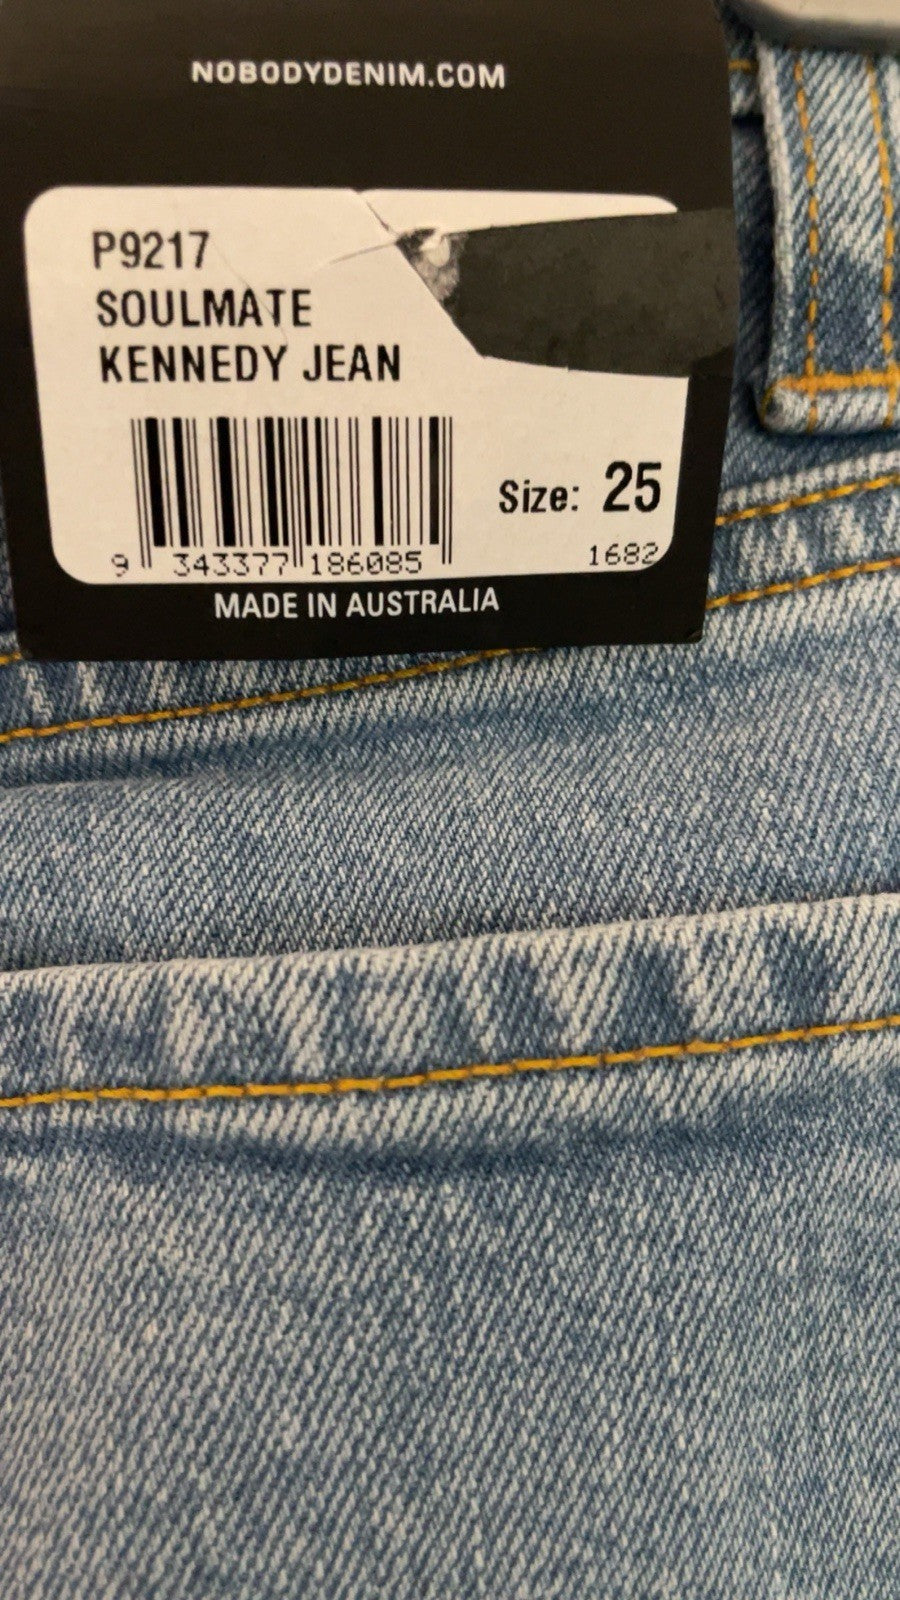 NOBODYDENIM.COM
P9217
SOULMATE
KENNEDY JEAN
Size: 25
9 343377 186085
1682
MADE IN AUSTRALIA